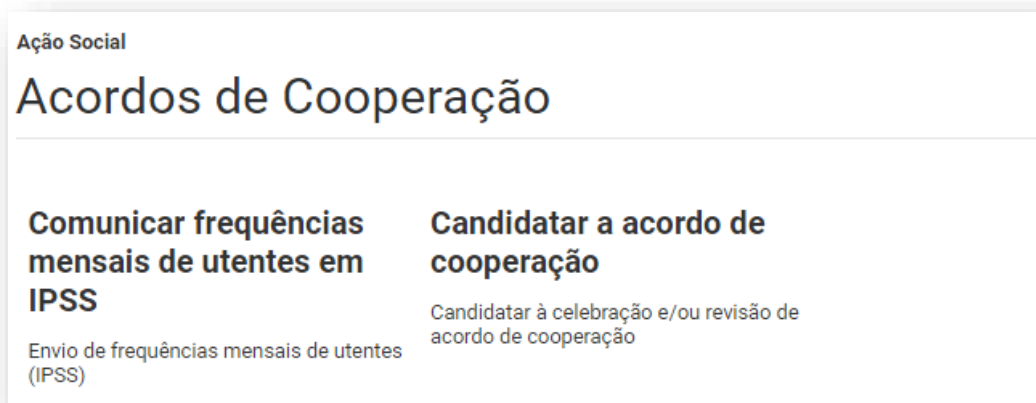 Ação Social
Acordos de Cooperação
Comunicar frequências
mensais de utentes em
IPSS
Envio de frequências mensais de utentes
(IPSS)
Candidatar a acordo de
cooperação
Candidatar à celebração e/ou revisão de
acordo de cooperação